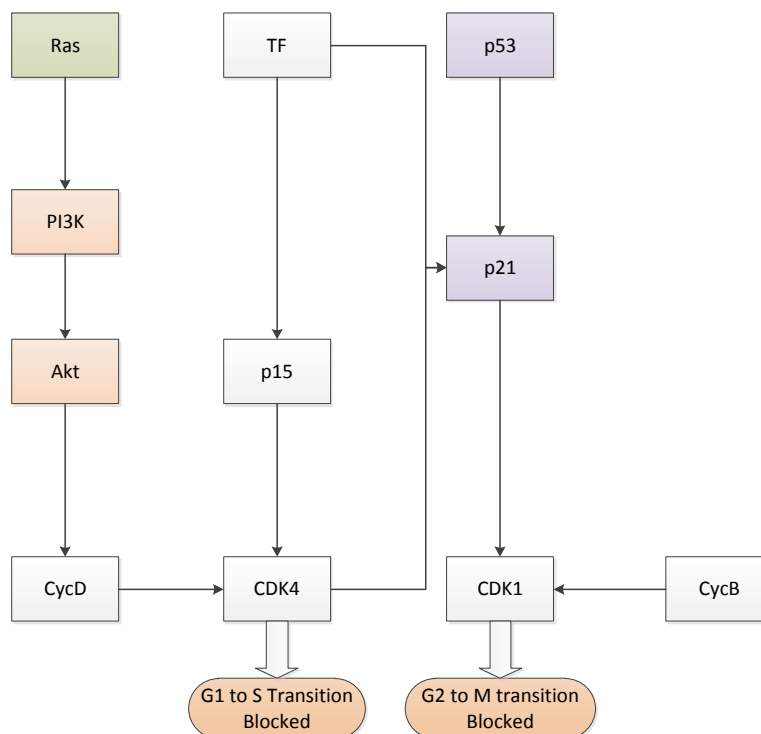 Ras
TF
p53
PI3K
p21
Akt
p15
CycD
CDK4
CDK1
CycB
G1 to S Transition
Blocked
G2 to M transition
Blocked